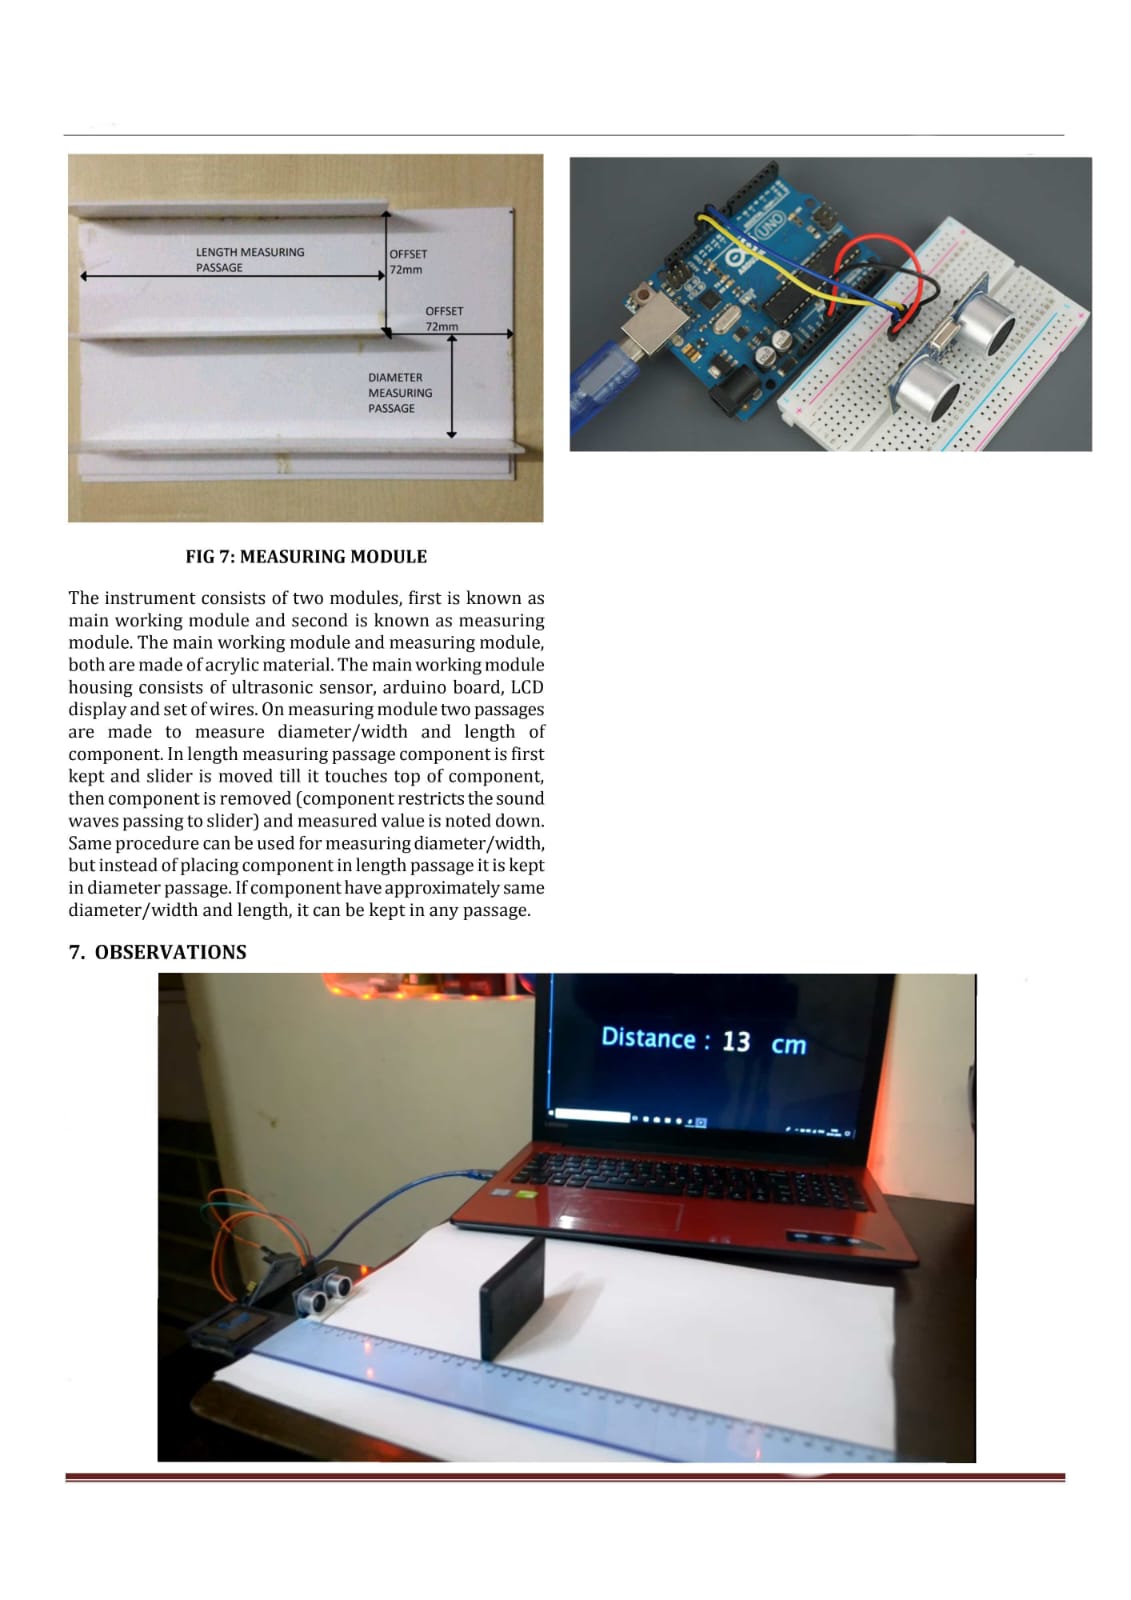 LENGTH MEASURING
PASSAGE
OFFSET
72mm
OFFSET
72mm
DIAMETER
MEASURING
PASSAGE
UNO
FIG 7: MEASURING MODULE
The instrument consists of two modules, first is known as
main working module and second is known as measuring
module. The main working module and measuring module,
both are made of acrylic material. The main working module
housing consists of ultrasonic sensor, arduino board, LCD
display and set of wires. On measuring module two passages
are made to measure diameter/width and length of
component. In length measuring passage component is first
kept and slider is moved till it touches top of component,
then component is removed (component restricts the sound
waves passing to slider) and measured value is noted down.
Same procedure can be used for measuring diameter/width,
but instead of placing component in length passage it is kept
in diameter passage. If component have approximately same
diameter/width and length, it can be kept in any passage.
7. OBSERVATIONS
Distance : 13 cm